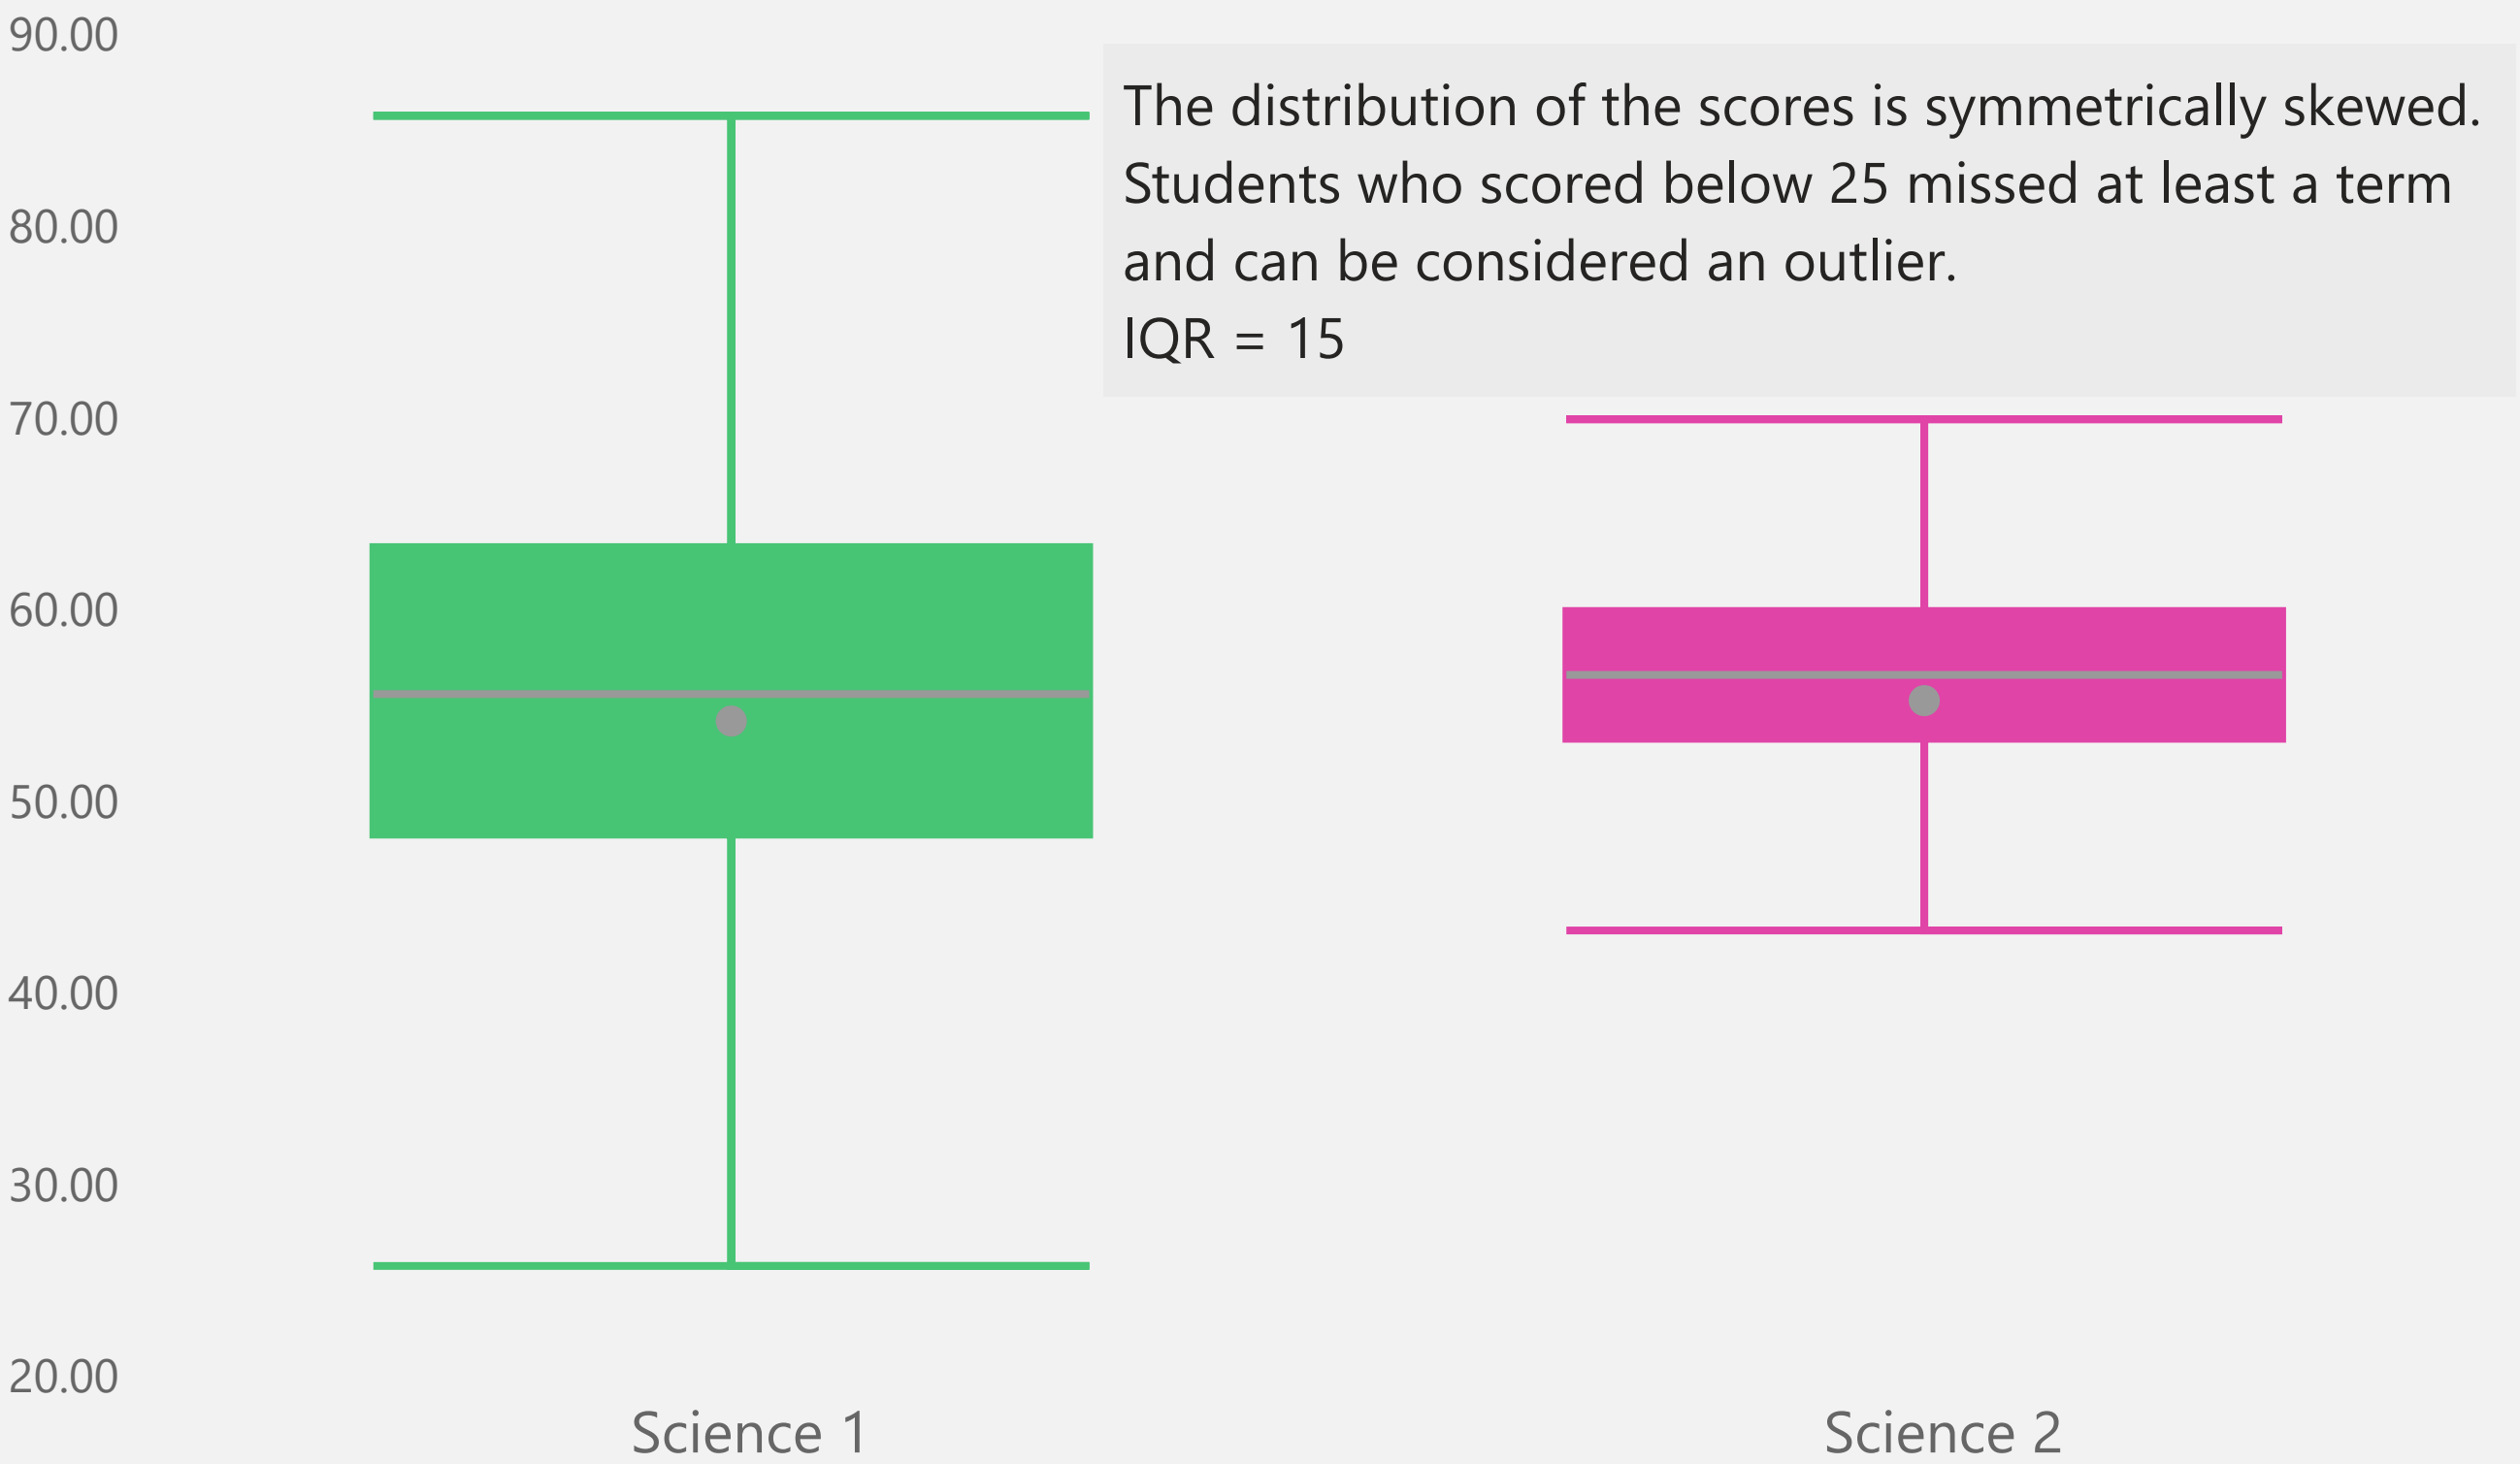 90.00
80.00
70.00
60.00
50.00
40.00
30.00
20.00
The distribution of the scores is symmetrically skewed.
Students who scored below 25 missed at least a term
and can be considered an outlier.
IQR = 15
Science 1
Science 2